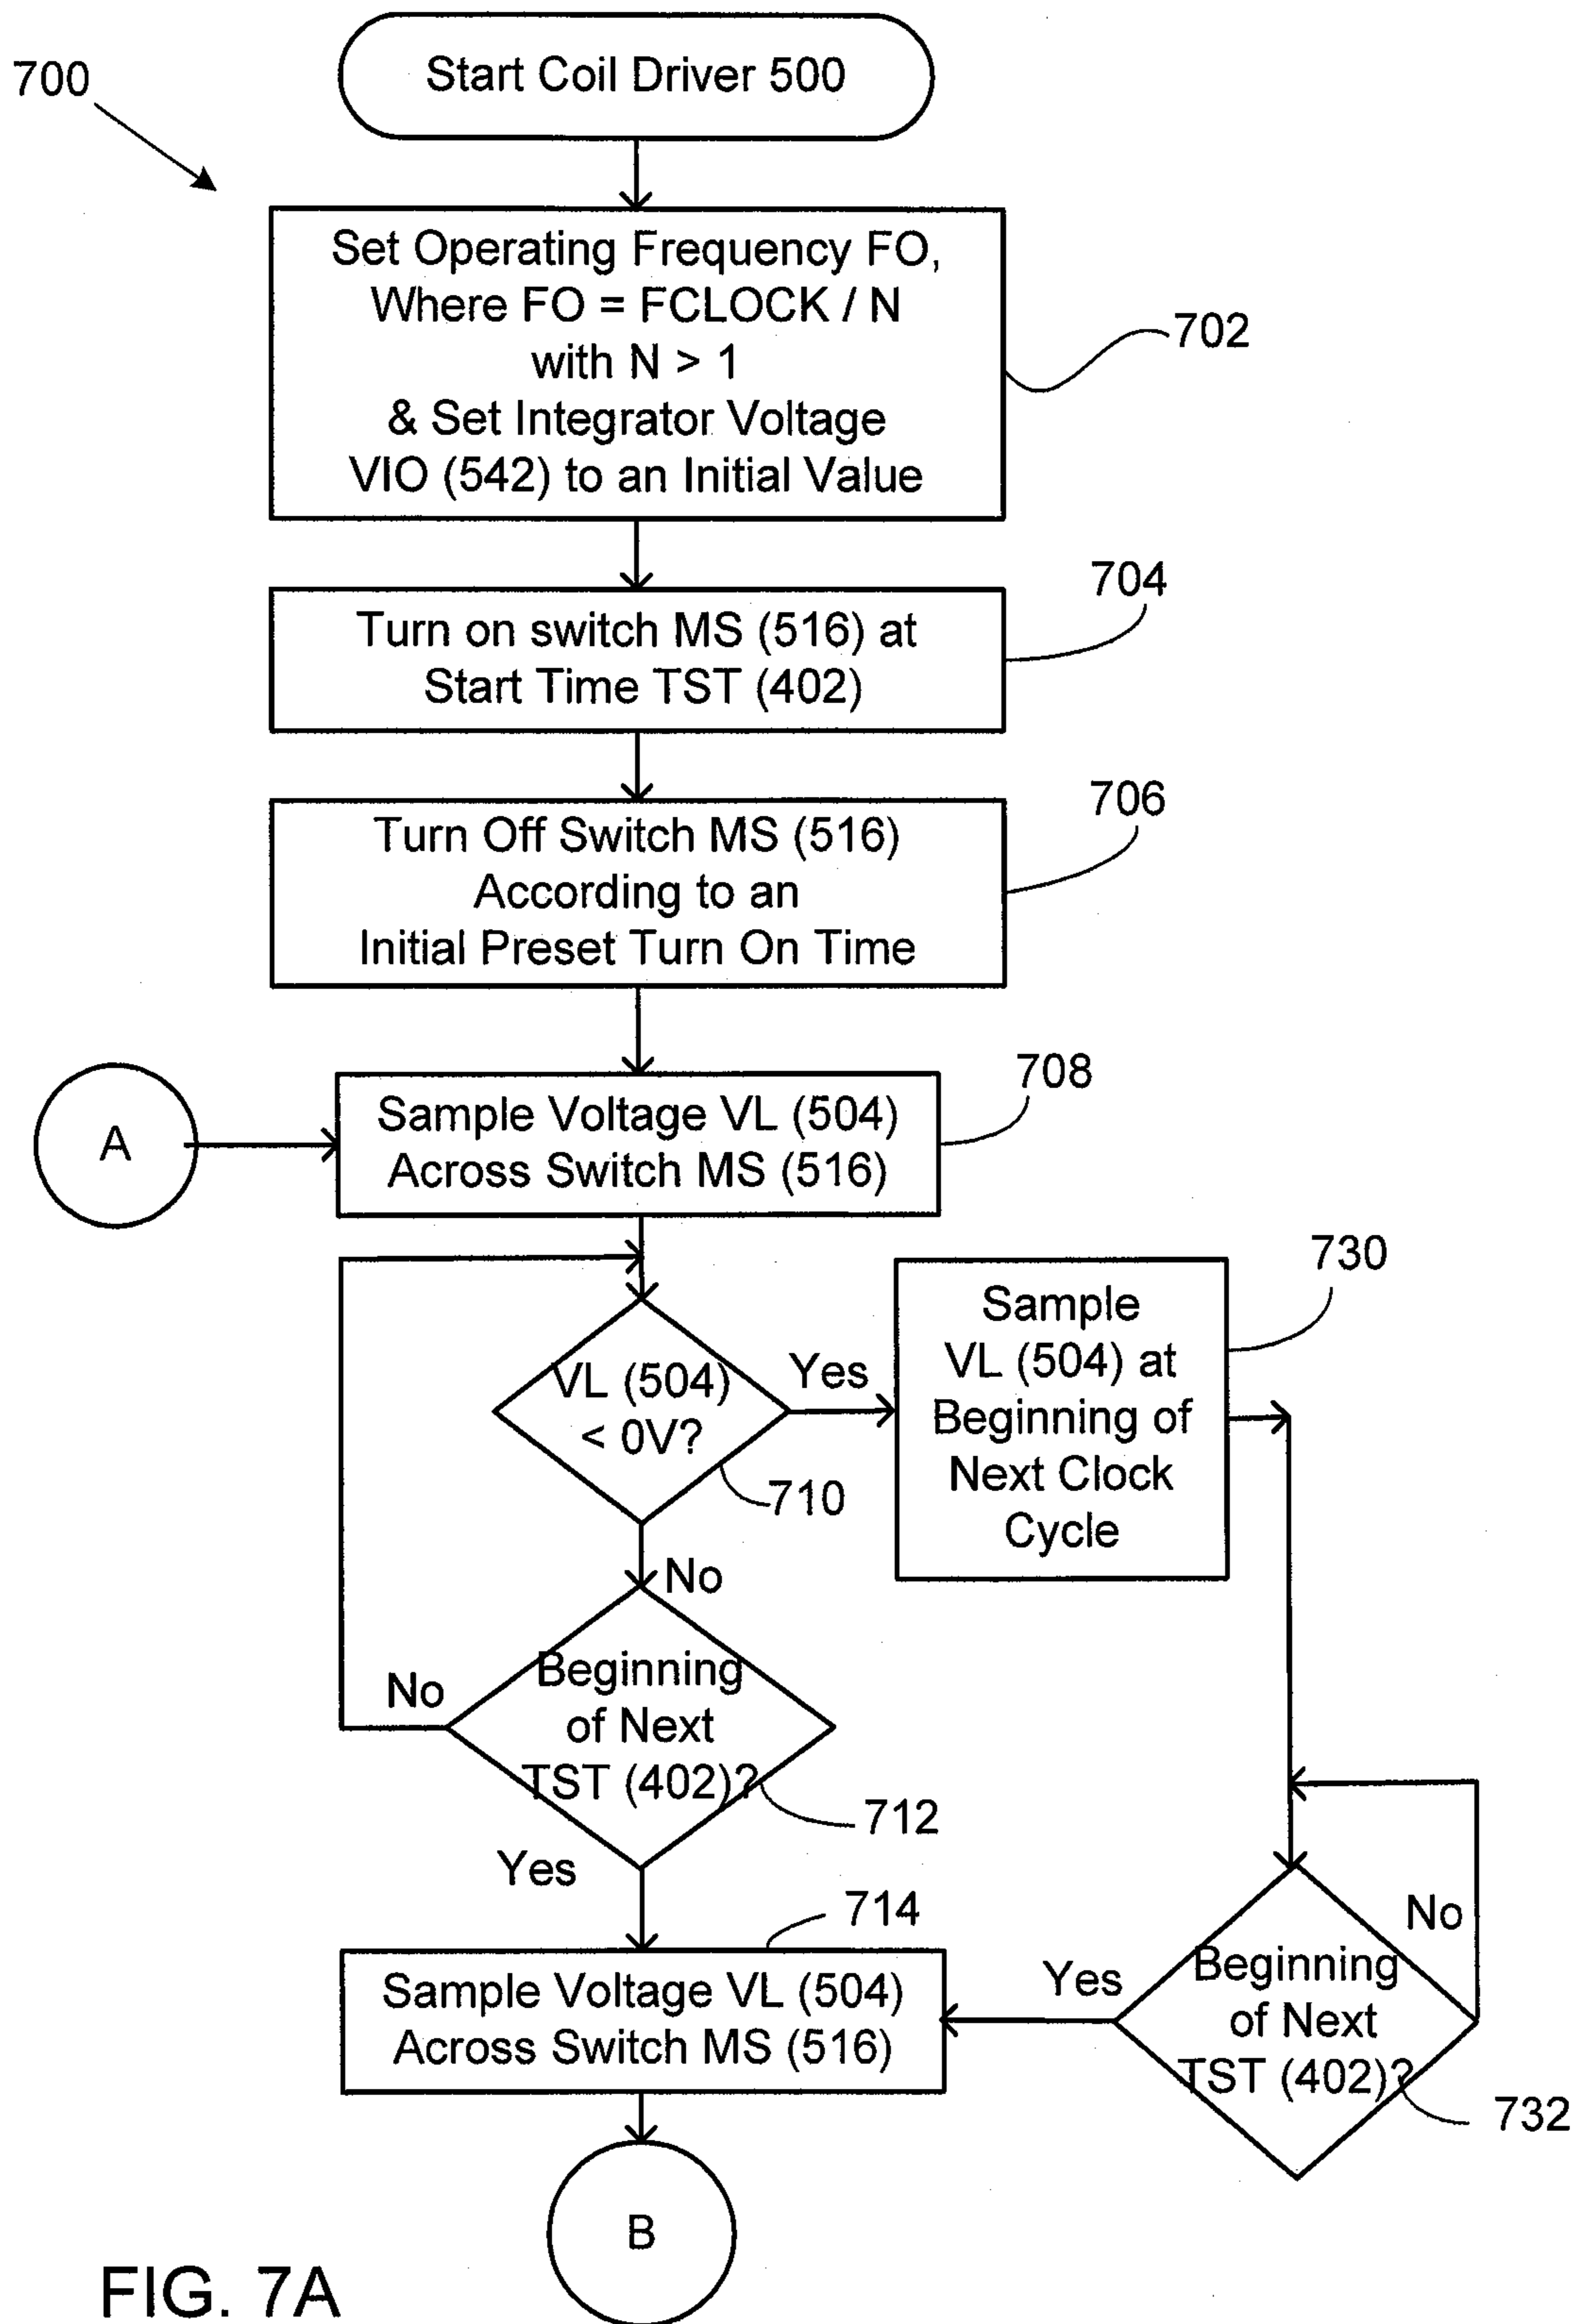 700
Start Coil Driver 500
Set Operating Frequency FO,
Where FO = FCLOCK / N
with N > 1
& Set Integrator Voltage
VIO (542) to an Initial Value
702
Turn on switch MS (516) at
Start Time TST (402)
704
Turn Off Switch MS (516)
According to an
Initial Preset Turn On Time
706
A
Sample Voltage VL (504)
Across Switch MS (516)
708
VL (504)
< 0V?
710
Yes
No
Sample
VL (504) at
Beginning of
Next Clock
Cycle
730
Beginning
of Next
TST (402)?
712
No
Yes
Sample Voltage VL (504)
Across Switch MS (516)
714
Beginning
of Next
TST (402)?
732
No
Yes
B
FIG. 7A